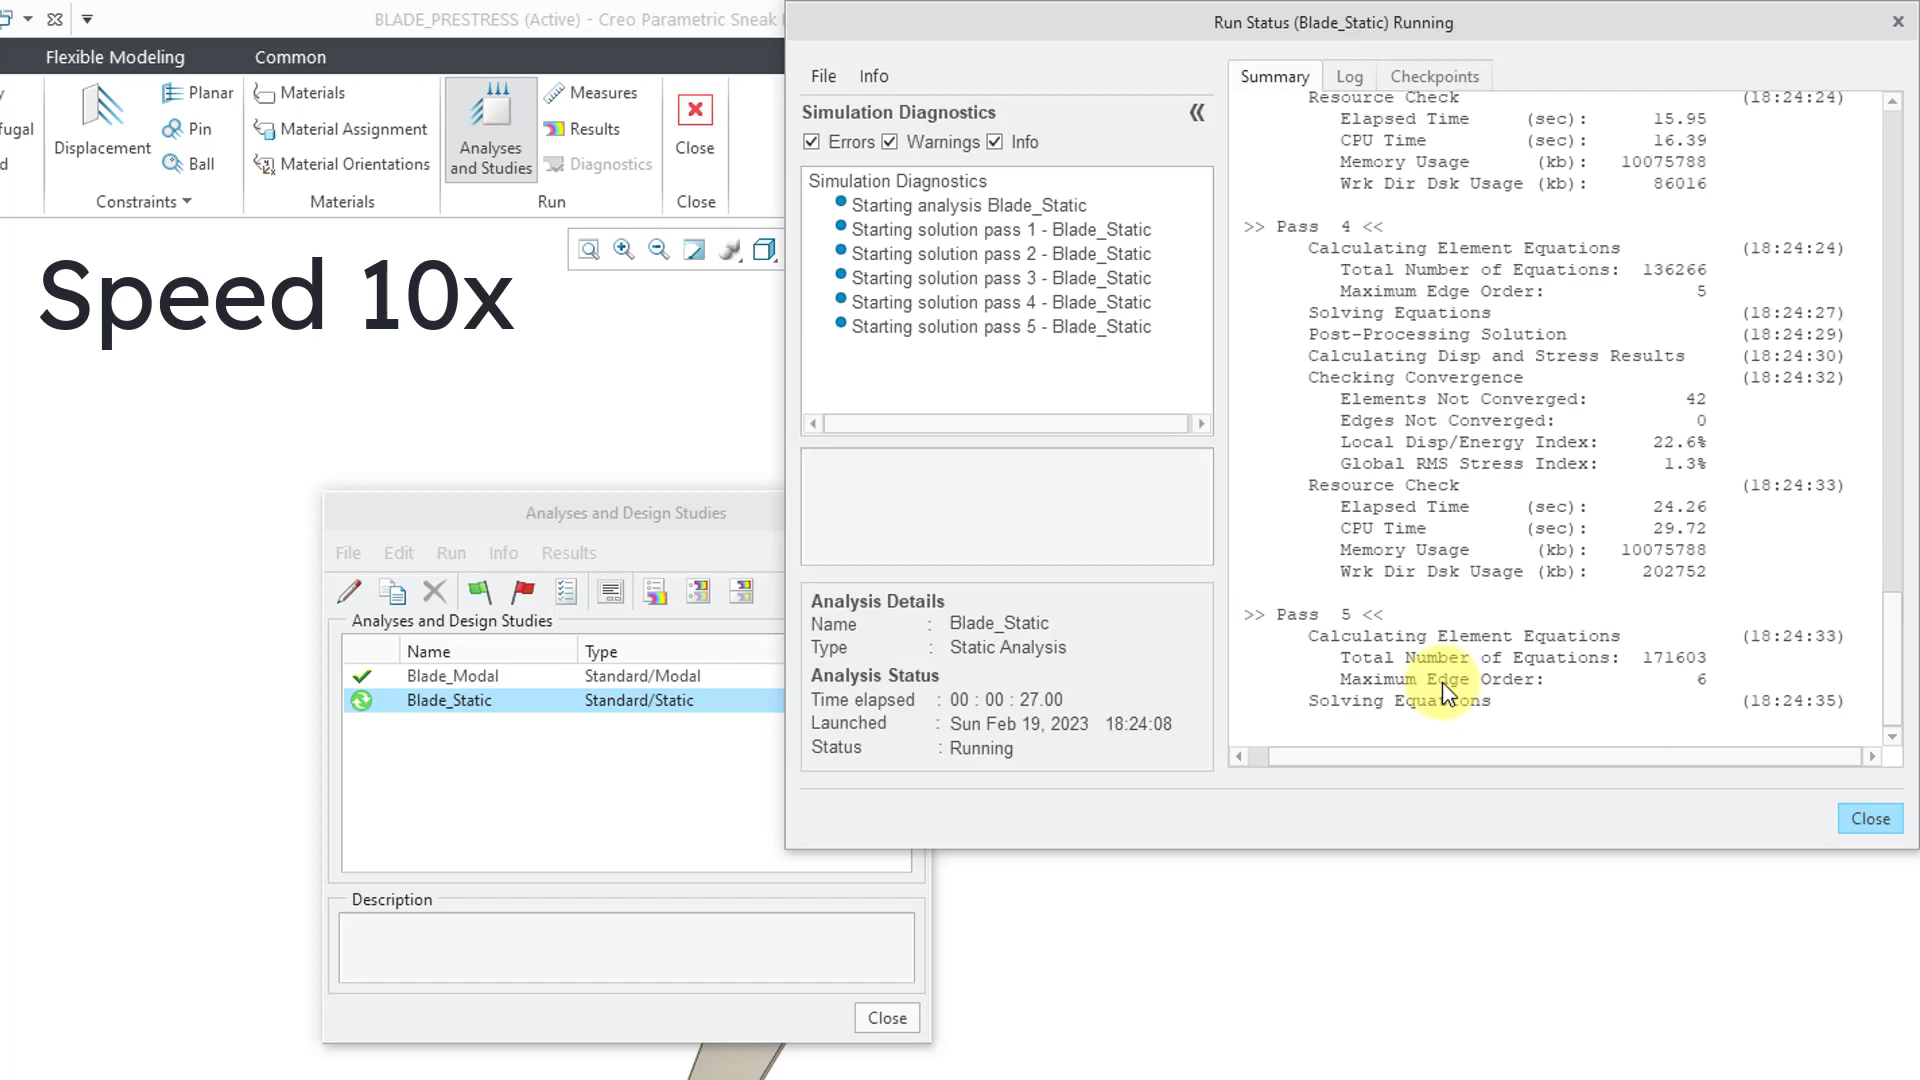 BLADE_PRESTRESS (Active) - Creo Parametric Sneak
Flexible Modeling
Common
Displacement
Planar
Pin
Ball
Constraints
Materials
Material Assignment
Material Orientations
Materials
Analyses
and Studies
Measures
Results
Diagnostics
Run
Close
Close
Speed 10x
Run Status (Blade_Static) Running
File Info
Simulation Diagnostics
Errors Warnings Info
Simulation Diagnostics
Starting analysis Blade_Static
Starting solution pass 1 - Blade_Static
Starting solution pass 2 - Blade_Static
Starting solution pass 3 - Blade_Static
Starting solution pass 4 - Blade_Static
Starting solution pass 5 - Blade_Static
Analysis Details
Name : Blade_Static
Type : Static Analysis
Analysis Status
Time elapsed : 00 : 00 : 27.00
Launched : Sun Feb 19, 2023 18:24:08
Status : Running
Summary Log Checkpoints
Resource Check (18:24:24)
Elapsed Time (sec): 15.95
CPU Time (sec): 16.39
Memory Usage (kb): 10075788
Wrk Dir Dsk Usage (kb): 86016
>> Pass 4 <<
Calculating Element Equations (18:24:24)
Total Number of Equations: 136266
Maximum Edge Order: 5
Solving Equations (18:24:27)
Post-Processing Solution (18:24:29)
Calculating Disp and Stress Results (18:24:30)
Checking Convergence (18:24:32)
Elements Not Converged: 42
Edges Not Converged: 0
Local Disp/Energy Index: 22.6%
Global RMS Stress Index: 1.3%
Resource Check (18:24:33)
Elapsed Time (sec): 24.26
CPU Time (sec): 29.72
Memory Usage (kb): 10075788
Wrk Dir Dsk Usage (kb): 202752
>> Pass 5 <<
Calculating Element Equations (18:24:33)
Total Number of Equations: 171603
Maximum Edge Order: 6
Solving Equations (18:24:35)
Close
Analyses and Design Studies
File Edit Run Info Results
Analyses and Design Studies
Name Type
Blade_Modal Standard/Modal
Blade_Static Standard/Static
Description
Close